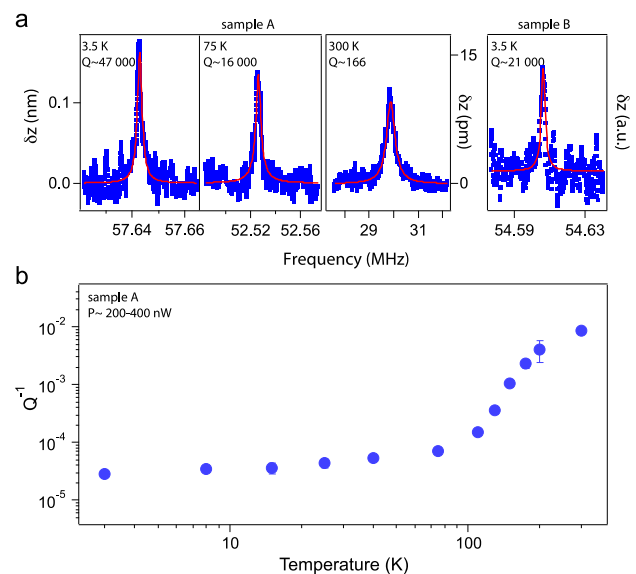 a
sample A
sample B
3.5 K
Q~47 000
75 K
Q~16 000
300 K
Q~166
3.5 K
Q~21 000
δz (nm)
0.1
0.0
15
0
δz (pm)
δz (a.u.)
57.64
57.66
52.52
52.56
29
31
54.59
54.63
Frequency (MHz)
b
sample A
P~ 200-400 nW
Q⁻¹
10⁻²
10⁻³
10⁻⁴
10⁻⁵
10
100
Temperature (K)